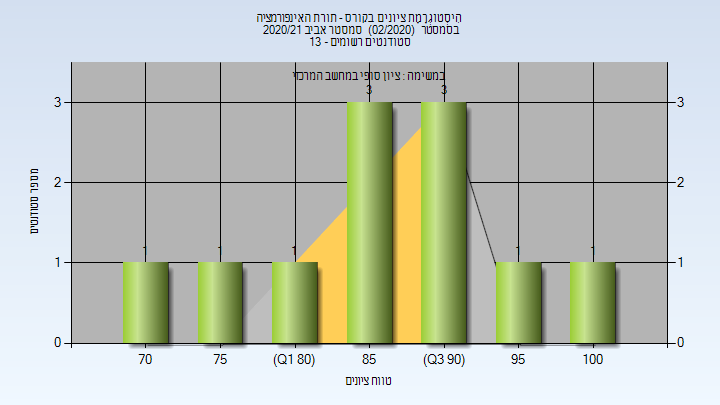 היסטוגרמת ציונים בקורס - תורת האינפורמציה
בסמסטר (02/2020) סמסטר אביב 2020/21
סטודנטים רשומים - 13
במשימה : ציון סופי במחשב המרכזי
3 3
3 3
מספר סטודנטים
2 2
1 1 1 1 1
1 1
0 0
70 75 (Q1 80) 85 (Q3 90) 95 100
טווח ציונים